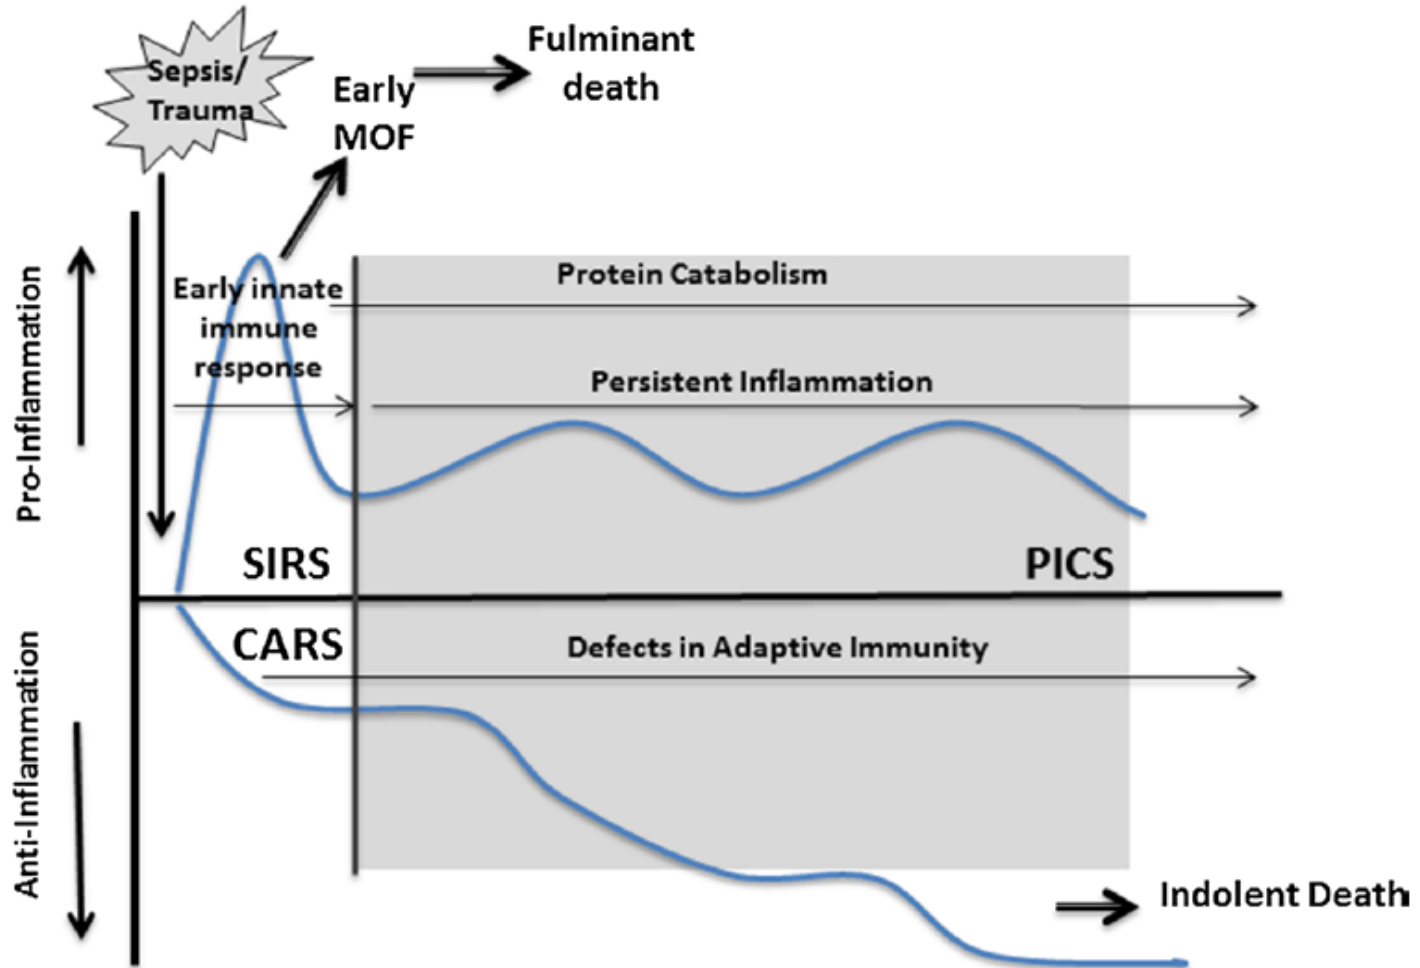 Sepsis/
Trauma
Early
MOF
Fulminant
death
Pro-Inflammation
Early innate
immune
response
Protein Catabolism
Persistent Inflammation
SIRS
PICS
CARS
Defects in Adaptive Immunity
Anti-Inflammation
Indolent Death